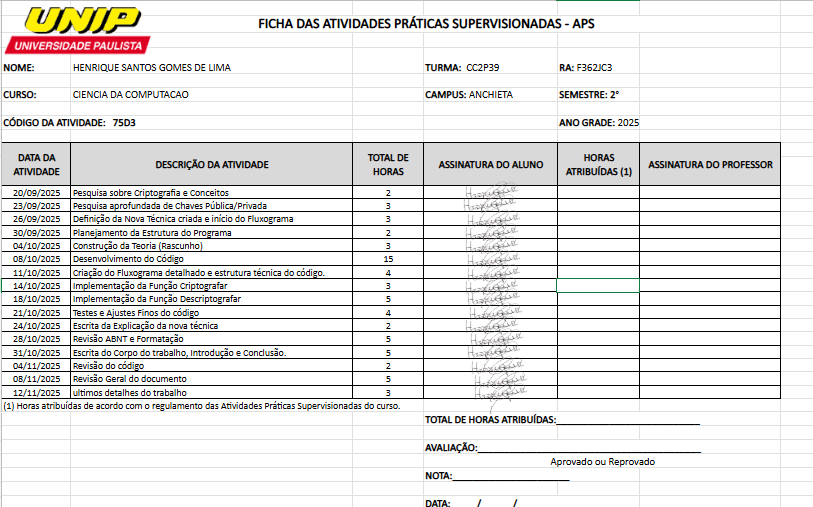 UNIP
UNIVERSIDADE PAULISTA
FICHA DAS ATIVIDADES PRÁTICAS SUPERVISIONADAS - APS
NOME: HENRIQUE SANTOS GOMES DE LIMA TURMA: CC2P39 RA: F362JC3
CURSO: CIENCIA DA COMPUTACAO CAMPUS: ANCHIETA SEMESTRE: 2°
CÓDIGO DA ATIVIDADE: 75D3 ANO GRADE: 2025
DATA DA ATIVIDADE DESCRIÇÃO DA ATIVIDADE TOTAL DE HORAS ASSINATURA DO ALUNO HORAS ATRIBUÍDAS (1) ASSINATURA DO PROFESSOR
20/09/2025 Pesquisa sobre Criptografia e Conceitos 2
23/09/2025 Pesquisa aprofundada de Chaves Pública/Privada 3
26/09/2025 Definição da Nova Técnica criada e início do Fluxograma 3
30/09/2025 Planejamento da Estrutura do Programa 2
04/10/2025 Construção da Teoria (Rascunho) 3
08/10/2025 Desenvolvimento do Código 15
11/10/2025 Criação do Fluxograma detalhado e estrutura técnica do código. 4
14/10/2025 Implementação da Função Criptografar 3
18/10/2025 Implementação da Função Descriptografar 5
21/10/2025 Testes e Ajustes Finos do código 4
24/10/2025 Escrita da Explicação da nova técnica 2
28/10/2025 Revisão ABNT e Formatação 5
31/10/2025 Escrita do Corpo do trabalho, Introdução e Conclusão. 5
04/11/2025 Revisão do código 2
08/11/2025 Revisão Geral do documento 5
12/11/2025 ultimos detalhes do trabalho 3
(1) Horas atribuídas de acordo com o regulamento das Atividades Práticas Supervisionadas do curso.
TOTAL DE HORAS ATRIBUÍDAS:
AVALIAÇÃO:
Aprovado ou Reprovado
NOTA:
DATA: / /